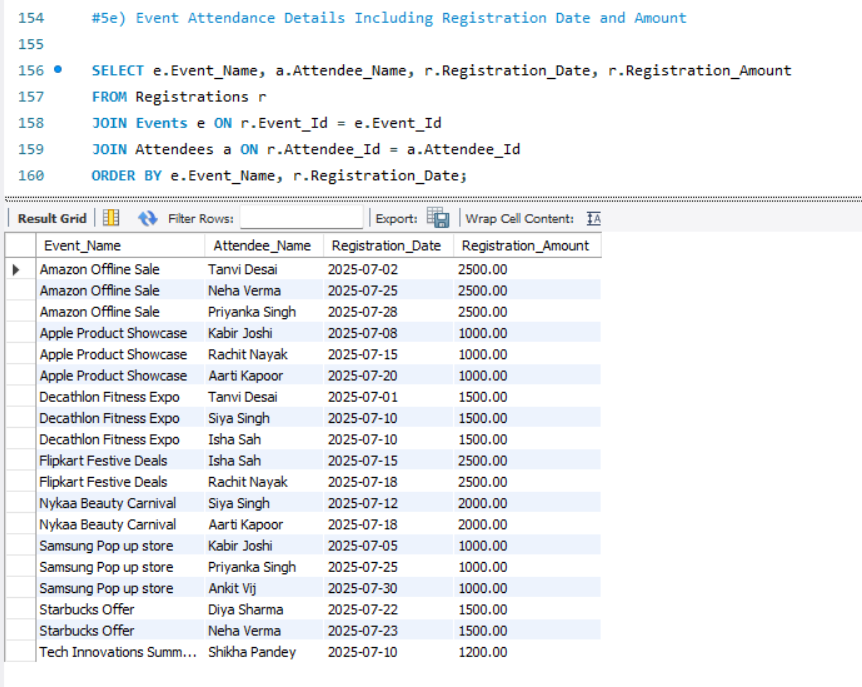 154 #5e) Event Attendance Details Including Registration Date and Amount
155
156 SELECT e.Event_Name, a.Attendee_Name, r.Registration_Date, r.Registration_Amount
157 FROM Registrations r
158 JOIN Events e ON r.Event_Id = e.Event_Id
159 JOIN Attendees a ON r.Attendee_Id = a.Attendee_Id
160 ORDER BY e.Event_Name, r.Registration_Date;
Result Grid Filter Rows: Export: Wrap Cell Content: IA
Event_Name Attendee_Name Registration_Date Registration_Amount
Amazon Offline Sale Tanvi Desai 2025-07-02 2500.00
Amazon Offline Sale Neha Verma 2025-07-25 2500.00
Amazon Offline Sale Priyanka Singh 2025-07-28 2500.00
Apple Product Showcase Kabir Joshi 2025-07-08 1000.00
Apple Product Showcase Rachit Nayak 2025-07-15 1000.00
Apple Product Showcase Aarti Kapoor 2025-07-20 1000.00
Decathlon Fitness Expo Tanvi Desai 2025-07-01 1500.00
Decathlon Fitness Expo Siya Singh 2025-07-10 1500.00
Decathlon Fitness Expo Isha Sah 2025-07-10 1500.00
Flipkart Festive Deals Isha Sah 2025-07-15 2500.00
Flipkart Festive Deals Rachit Nayak 2025-07-18 2500.00
Nykaa Beauty Carnival Siya Singh 2025-07-12 2000.00
Nykaa Beauty Carnival Aarti Kapoor 2025-07-18 2000.00
Samsung Pop up store Kabir Joshi 2025-07-05 1000.00
Samsung Pop up store Priyanka Singh 2025-07-25 1000.00
Samsung Pop up store Ankit Vij 2025-07-30 1000.00
Starbucks Offer Diya Sharma 2025-07-22 1500.00
Starbucks Offer Neha Verma 2025-07-23 1500.00
Tech Innovations Summ... Shikha Pandey 2025-07-10 1200.00